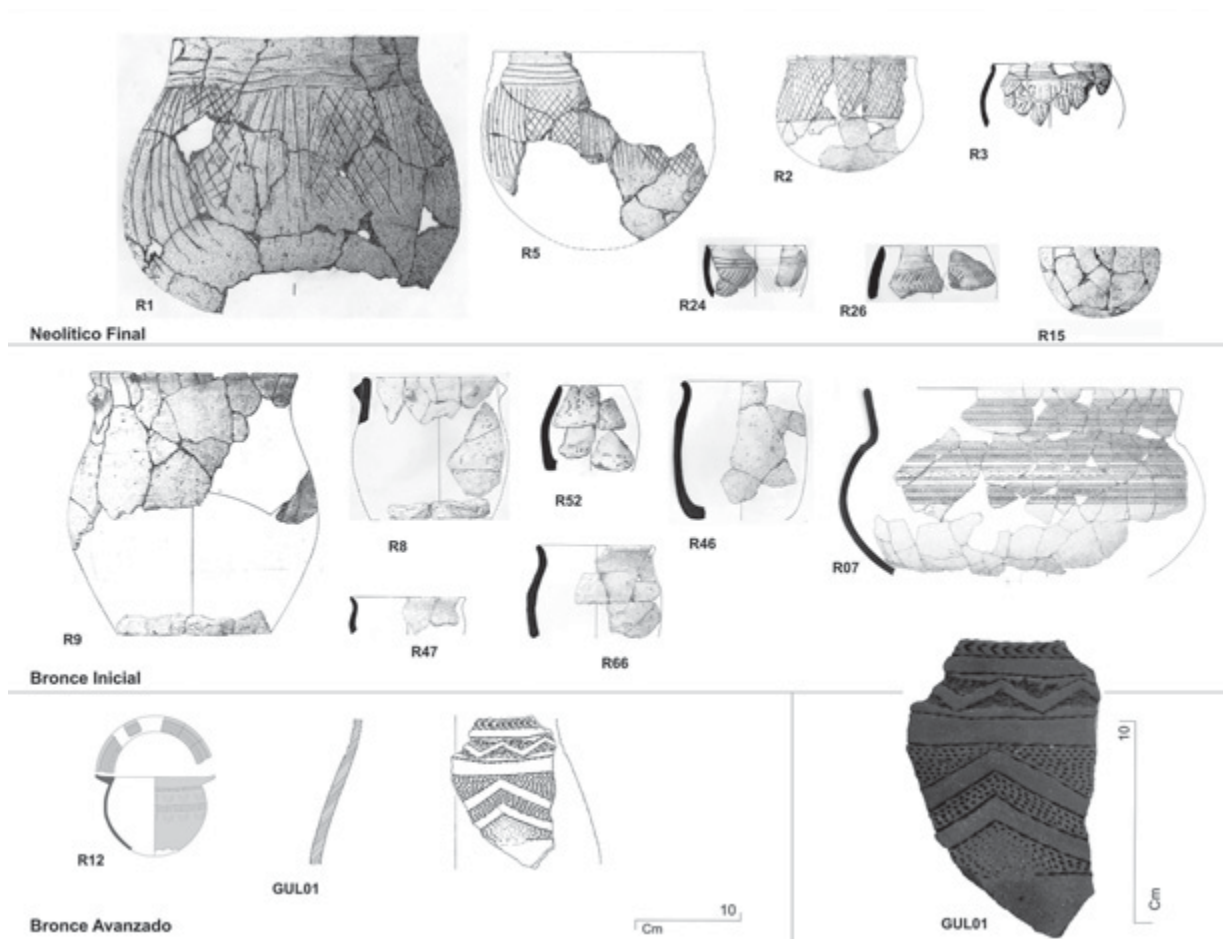 R1
R5
R2
R3
R24
R26
R15
Neolítico Final
R9
R8
R52
R46
R07
R47
R66
Bronce Inicial
R12
GUL01
Bronce Avanzado
10
Cm
GUL01
10
Cm